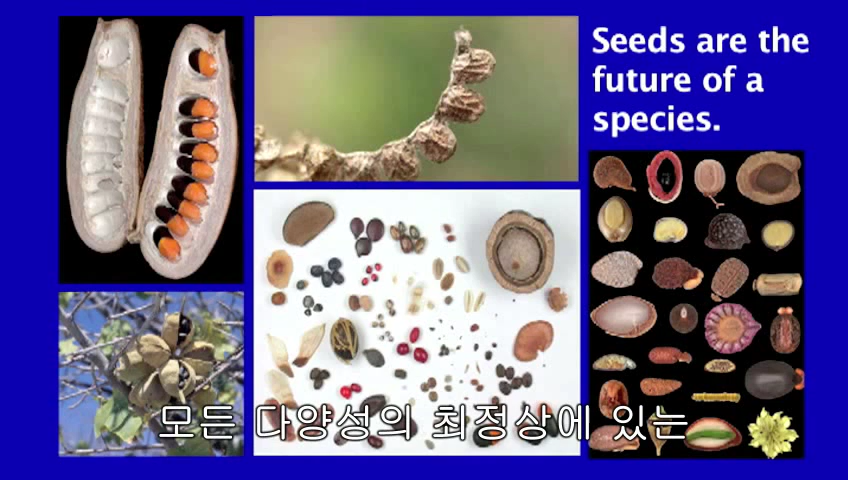 Seeds are the
future of a
species.
모든 다양성의 최정상에 있는